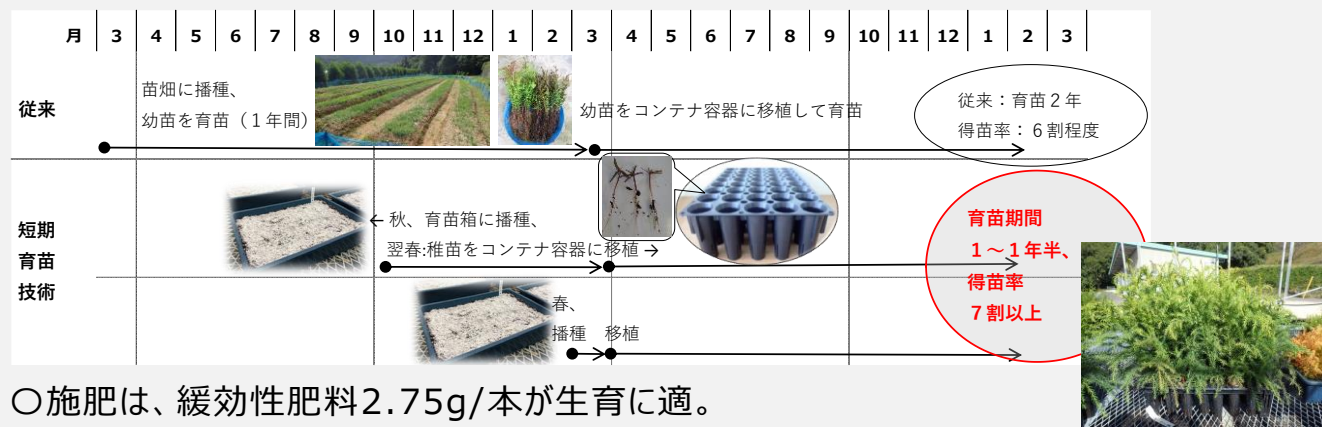 月 3 4 5 6 7 8 9 10 11 12 1 2 3 4 5 6 7 8 9 10 11 12 1 2 3
従来
苗畑に播種、
幼苗を育苗（１年間）
幼苗をコンテナ容器に移植して育苗
従来：育苗２年
得苗率：６割程度
短期
育苗
技術
←秋、育苗箱に播種、
翌春:稚苗をコンテナ容器に移植→
春、
播種 移植
育苗期間
１～１年半、
得苗率
７割以上
〇施肥は、緩効性肥料2.75g/本が生育に適。